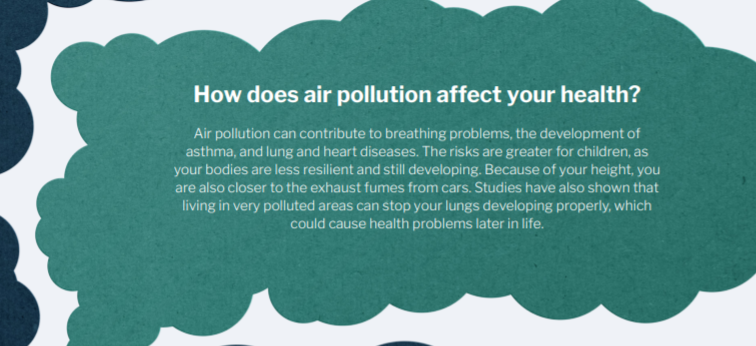 How does air pollution affect your health?
Air pollution can contribute to breathing problems, the development of
asthma, and lung and heart diseases. The risks are greater for children, as
your bodies are less resilient and still developing. Because of your height, you
are also closer to the exhaust fumes from cars. Studies have also shown that
living in very polluted areas can stop your lungs developing properly, which
could cause health problems later in life.